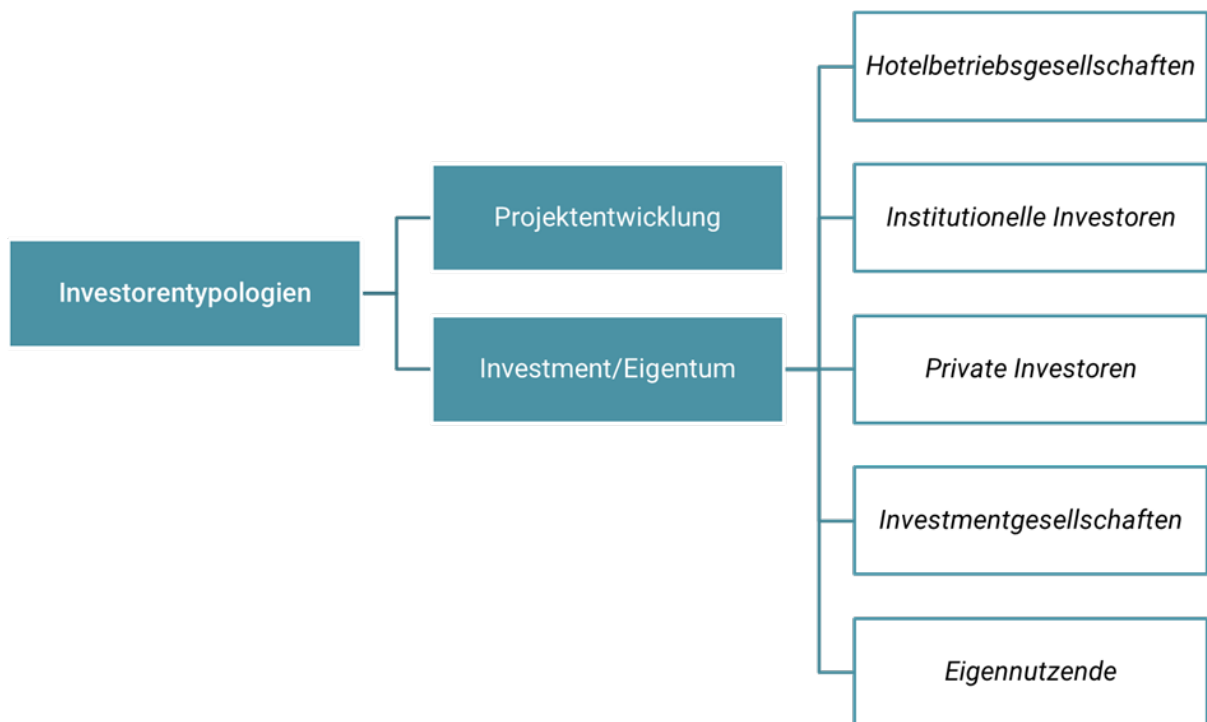 Investorentypologien
Projektentwicklung
Investment/Eigentum
Hotelbetriebsgesellschaften
Institutionelle Investoren
Private Investoren
Investmentgesellschaften
Eigennutzende